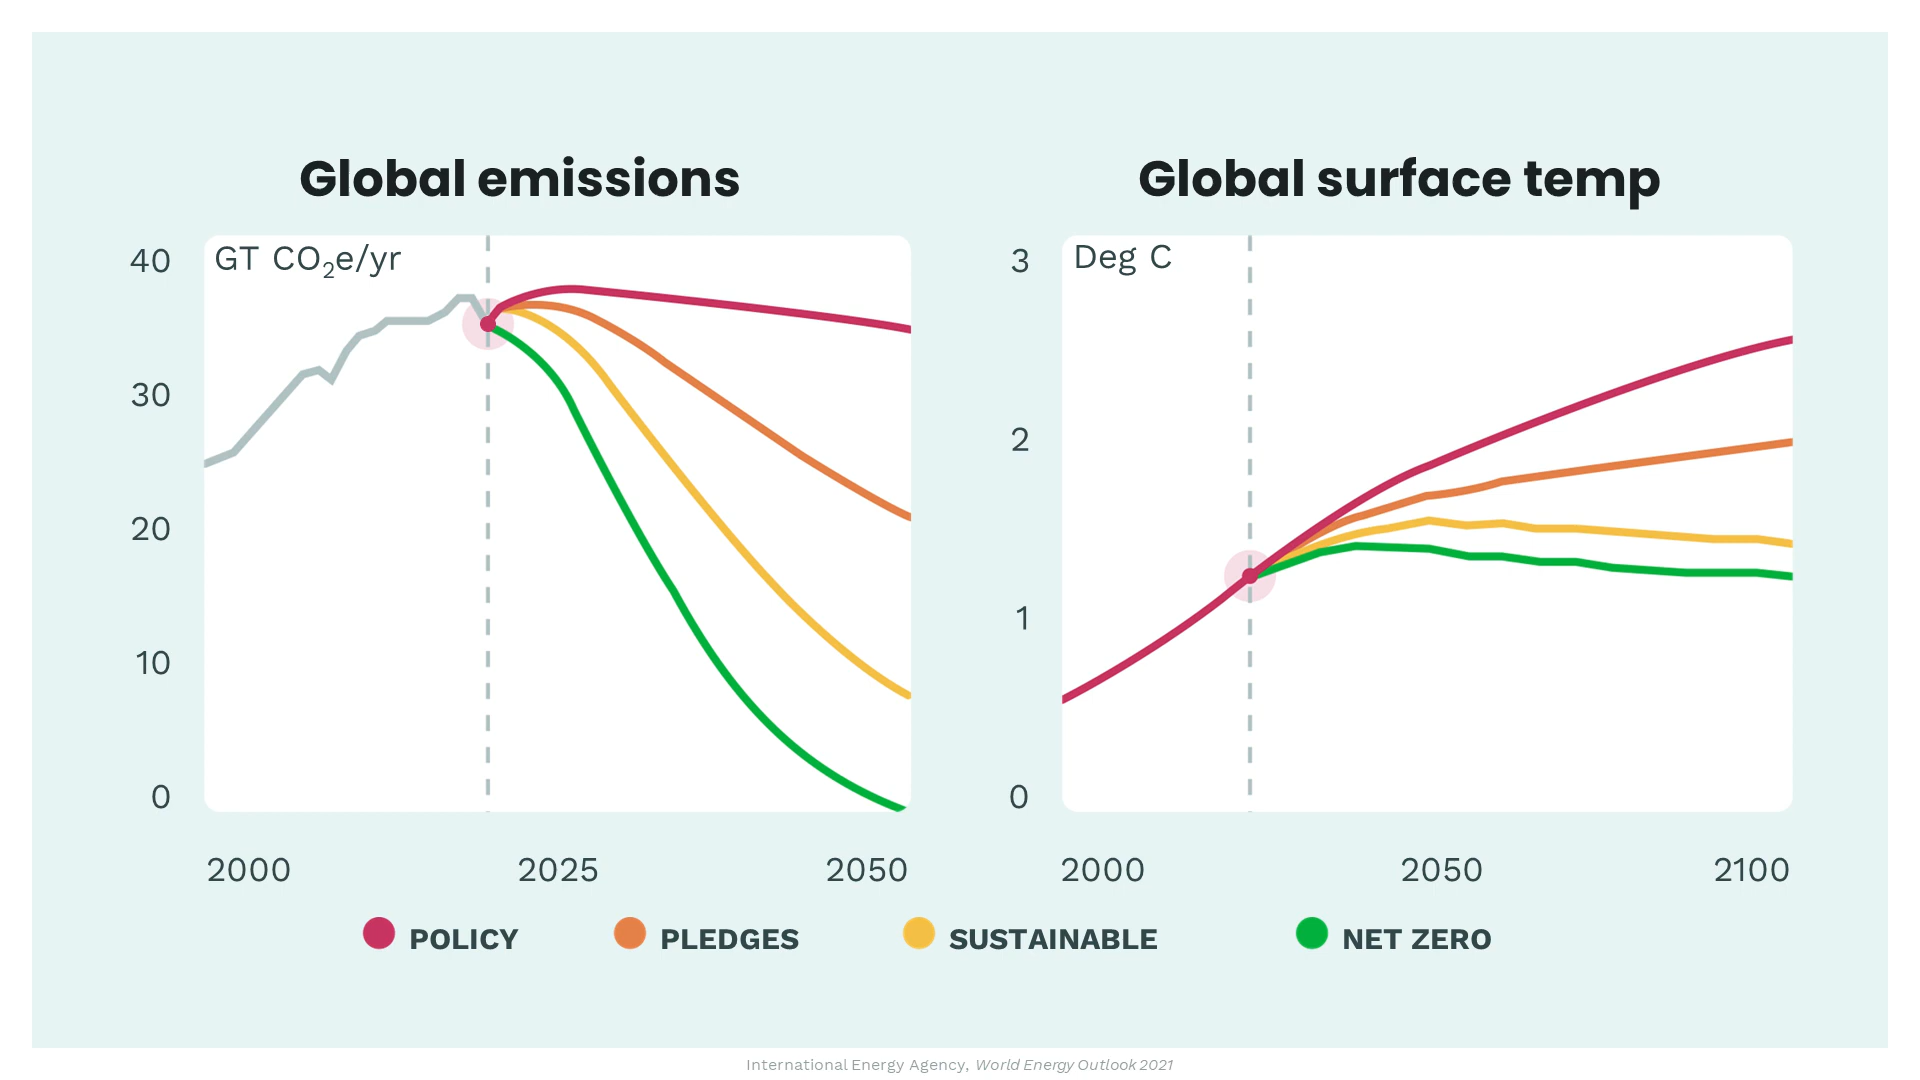 Global emissions
GT CO₂e/yr
40
30
20
10
0
2000 2025 2050
Global surface temp
Deg C
3
2
1
0
2000 2050 2100
POLICY PLEDGES SUSTAINABLE NET ZERO
International Energy Agency, World Energy Outlook 2021